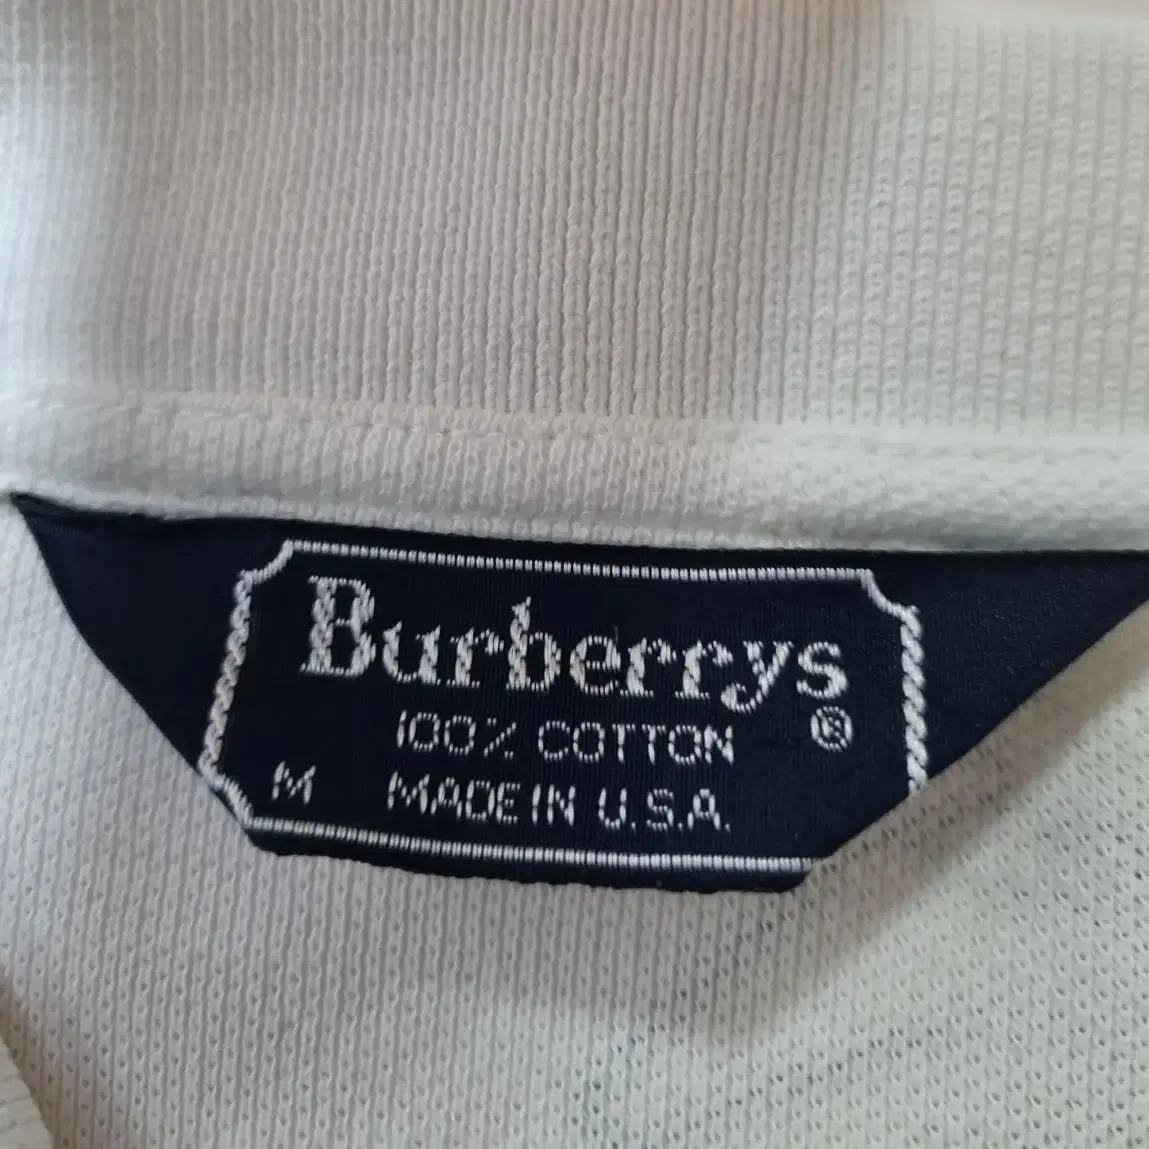 Burberrys
®
100% COTTON
M MADE IN U.S.A.